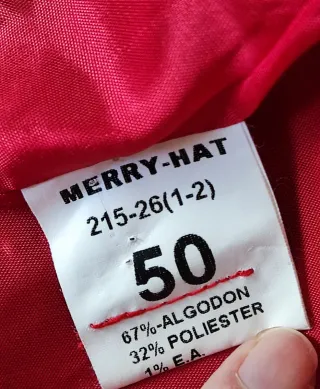 MERRY-HAT
215-26(1-2)
50
67%-ALGODON
32% POLIESTER
1% E.A.